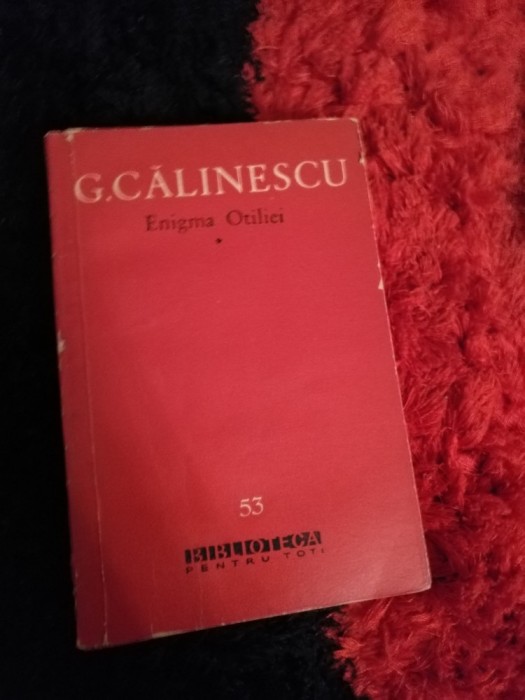 G.CĂLINESCU
Enigma Otiliei
*
53
BIBLIOTECA
PENTRU TOȚI